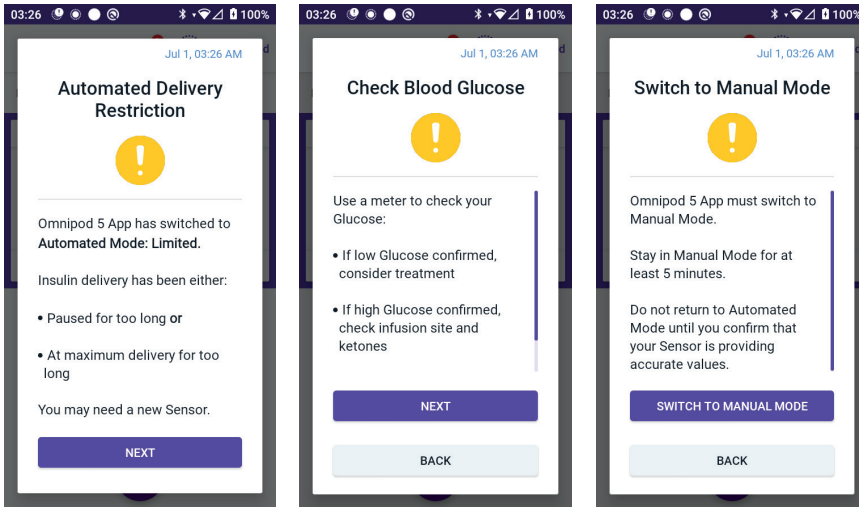 03:26
100%
Jul 1, 03:26 AM
Automated Delivery
Restriction
Omnipod 5 App has switched to
Automated Mode: Limited.
Insulin delivery has been either:
• Paused for too long or
• At maximum delivery for too
long
You may need a new Sensor.
NEXT
03:26
100%
Jul 1, 03:26 AM
Check Blood Glucose
Use a meter to check your
Glucose:
• If low Glucose confirmed,
consider treatment
• If high Glucose confirmed,
check infusion site and
ketones
NEXT
BACK
03:26
100%
Jul 1, 03:26 AM
Switch to Manual Mode
Omnipod 5 App must switch to
Manual Mode.
Stay in Manual Mode for at
least 5 minutes.
Do not return to Automated
Mode until you confirm that
your Sensor is providing
accurate values.
SWITCH TO MANUAL MODE
BACK